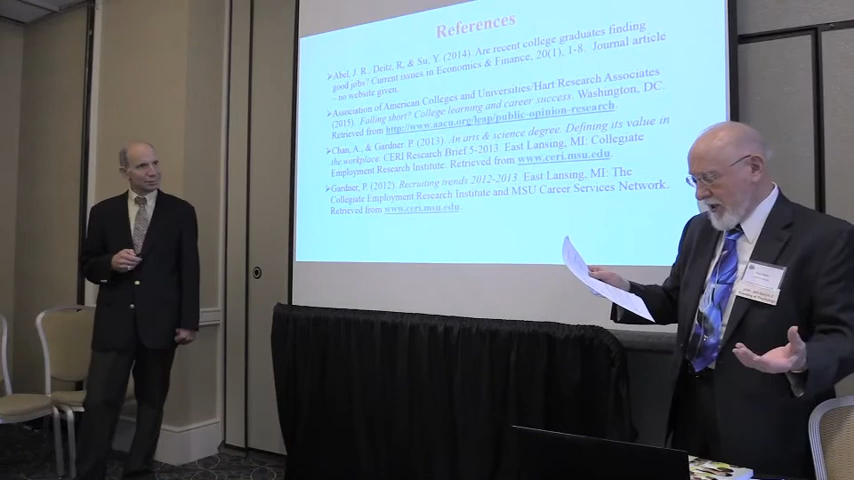 References
➢Abel, J. R., Deitz, R, & Su, Y. (2014). Are recent college graduates finding
good jobs? Current issues in Economics & Finance, 20(1), 1-8. Journal article
– no website given.
➢Association of American Colleges and Universities/Hart Research Associates
(2015). Falling short? College learning and career success. Washington, DC.
Retrieved from http://www.aacu.org/leap/public-opinion-research.
➢Chan, A., & Gardner, P. (2013). An arts & science degree. Defining its value in
the workplace. CERI Research Brief 5-2013. East Lansing, MI: Collegiate
Employment Research Institute. Retrieved from www.ceri.msu.edu.
➢Gardner, P. (2012). Recruiting trends 2012-2013. East Lansing, MI: The
Collegiate Employment Research Institute and MSU Career Services Network.
Retrieved from www.ceri.msu.edu.